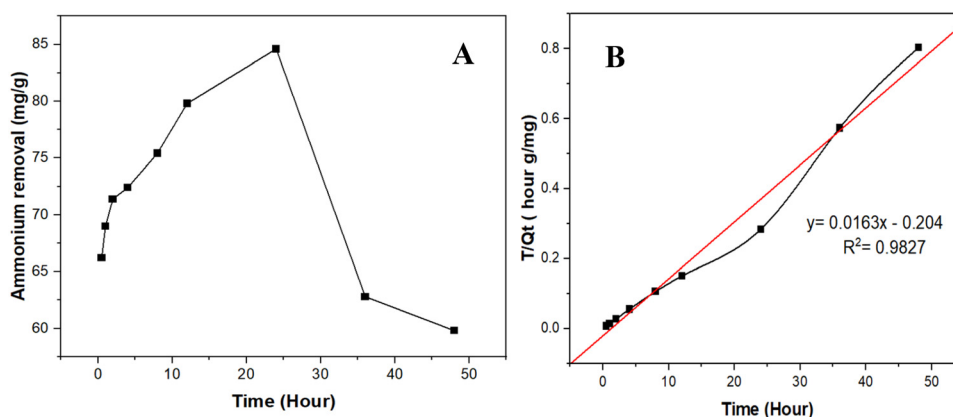 A
Ammonium removal (mg/g)
85
80
75
70
65
60
0 10 20 30 40 50
Time (Hour)
B
T/Qt ( hour g/mg)
0.8
0.6
0.4
0.2
0.0
y= 0.0163x - 0.204
R²= 0.9827
0 10 20 30 40 50
Time (Hour)